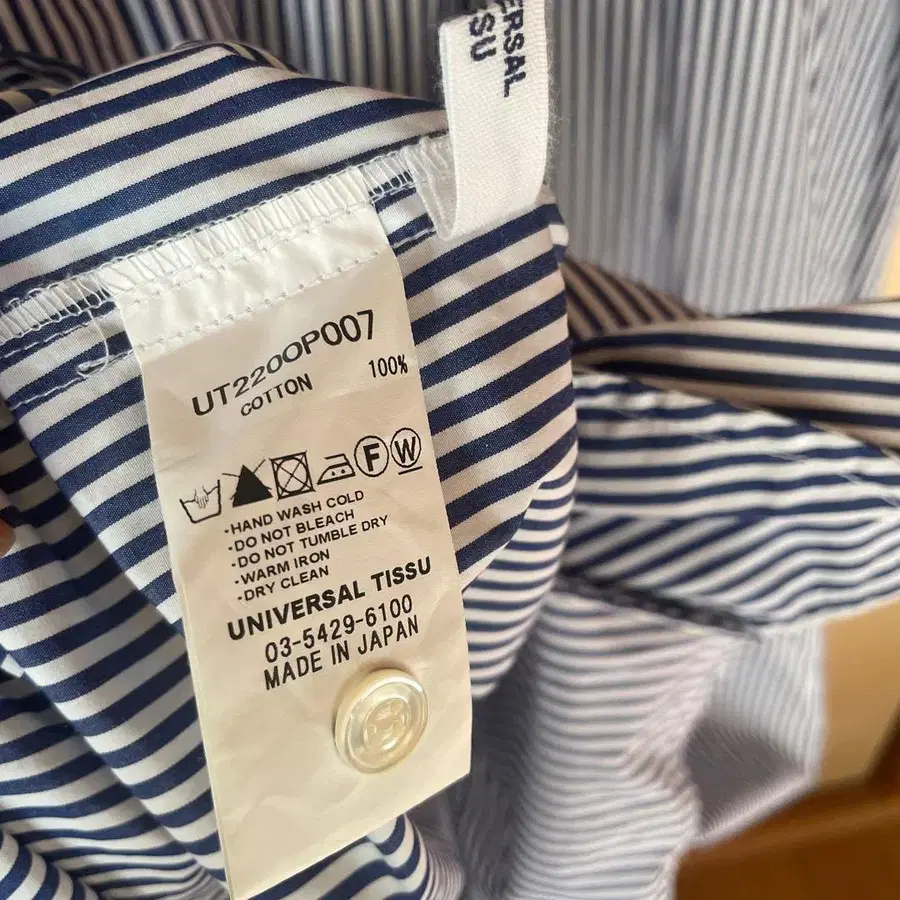 ERSAL
SU
UT220OP007
COTTON 100%
F W
·HAND WASH COLD
·DO NOT BLEACH
·DO NOT TUMBLE DRY
·WARM IRON
·DRY CLEAN
UNIVERSAL TISSU
03-5429-6100
MADE IN JAPAN